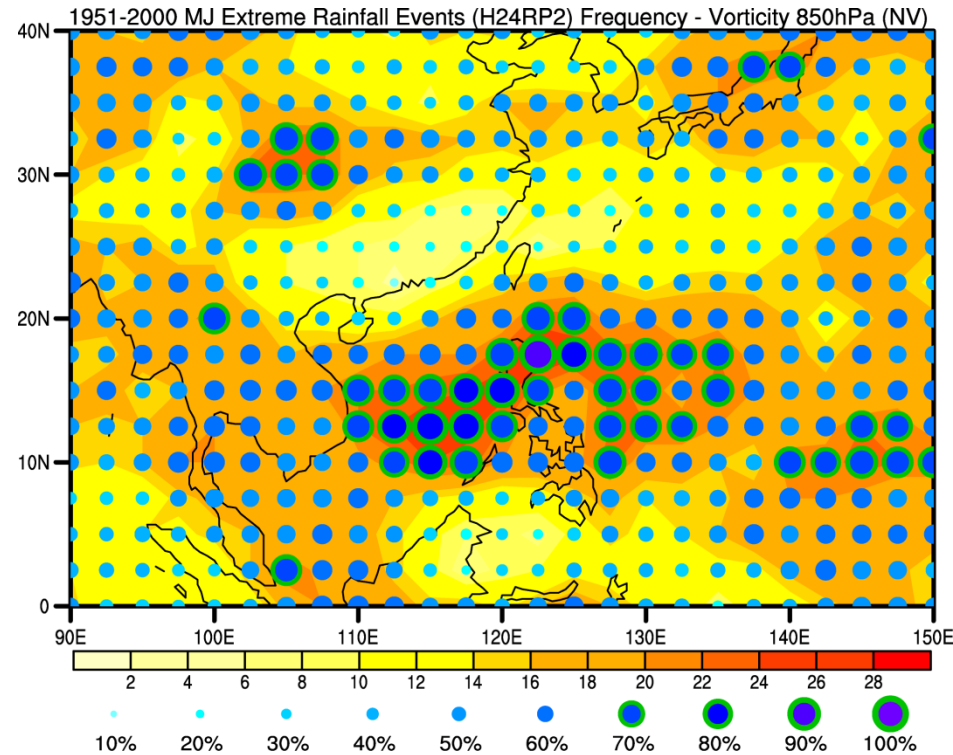 1951-2000 MJ Extreme Rainfall Events (H24RP2) Frequency - Vorticity 850hPa (NV)
40N
30N
20N
10N
0
90E 100E 110E 120E 130E 140E 150E
2 4 6 8 10 12 14 16 18 20 22 24 26 28
10% 20% 30% 40% 50% 60% 70% 80% 90% 100%